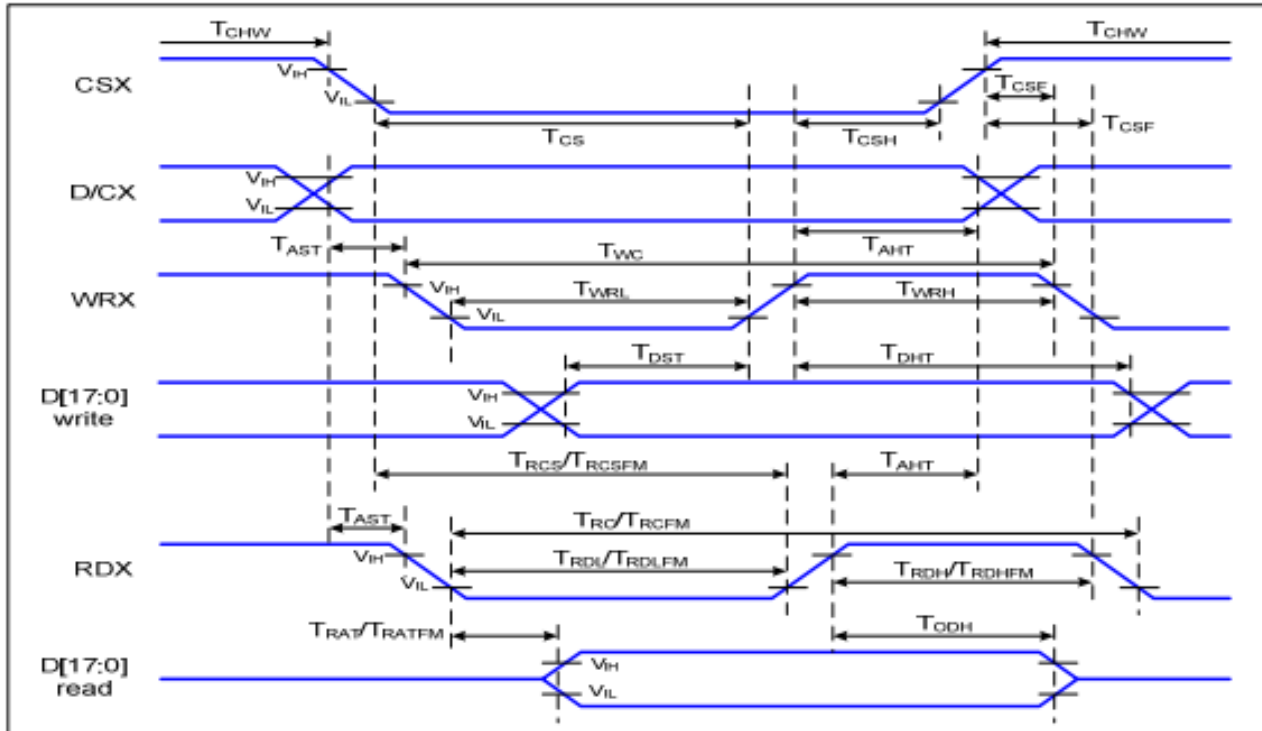 TCHW TCHW
CSX VIH
VIL
TCSF
TCS TCSH TCSF
D/CX VIH
VIL
TAST TWC TAHT
WRX VIH
TWRL TWRH
VIL
TDST TDHT
D[17:0]
write
VIH
VIL
TRCS/TRCSFM TAHT
TAST TRC/TRCFM
RDX VIH
VIL
TRDL/TRDLFM TRDH/TRDHFM
TRAT/TRATFM TODH
D[17:0]
read
VIH
VIL